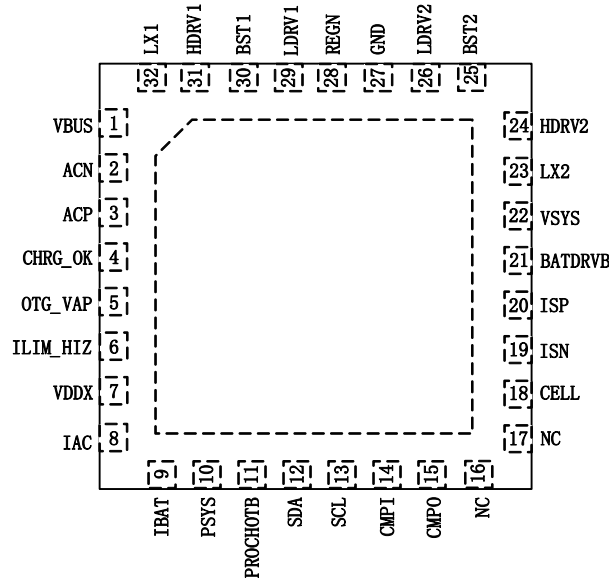 LX1
HDRV1
BST1
LDRV1
REGN
GND
LDRV2
BST2
32
31
30
29
28
27
26
25
VBUS 1
ACN 2
ACP 3
CHRG_OK 4
OTG_VAP 5
ILIM_HIZ 6
VDDX 7
IAC 8
24 HDRV2
23 LX2
22 VSYS
21 BATDRVB
20 ISP
19 ISN
18 CELL
17 NC
9
10
11
12
13
14
15
16
IBAT
PSYS
PROCHOTB
SDA
SCL
CMPI
CMPO
NC